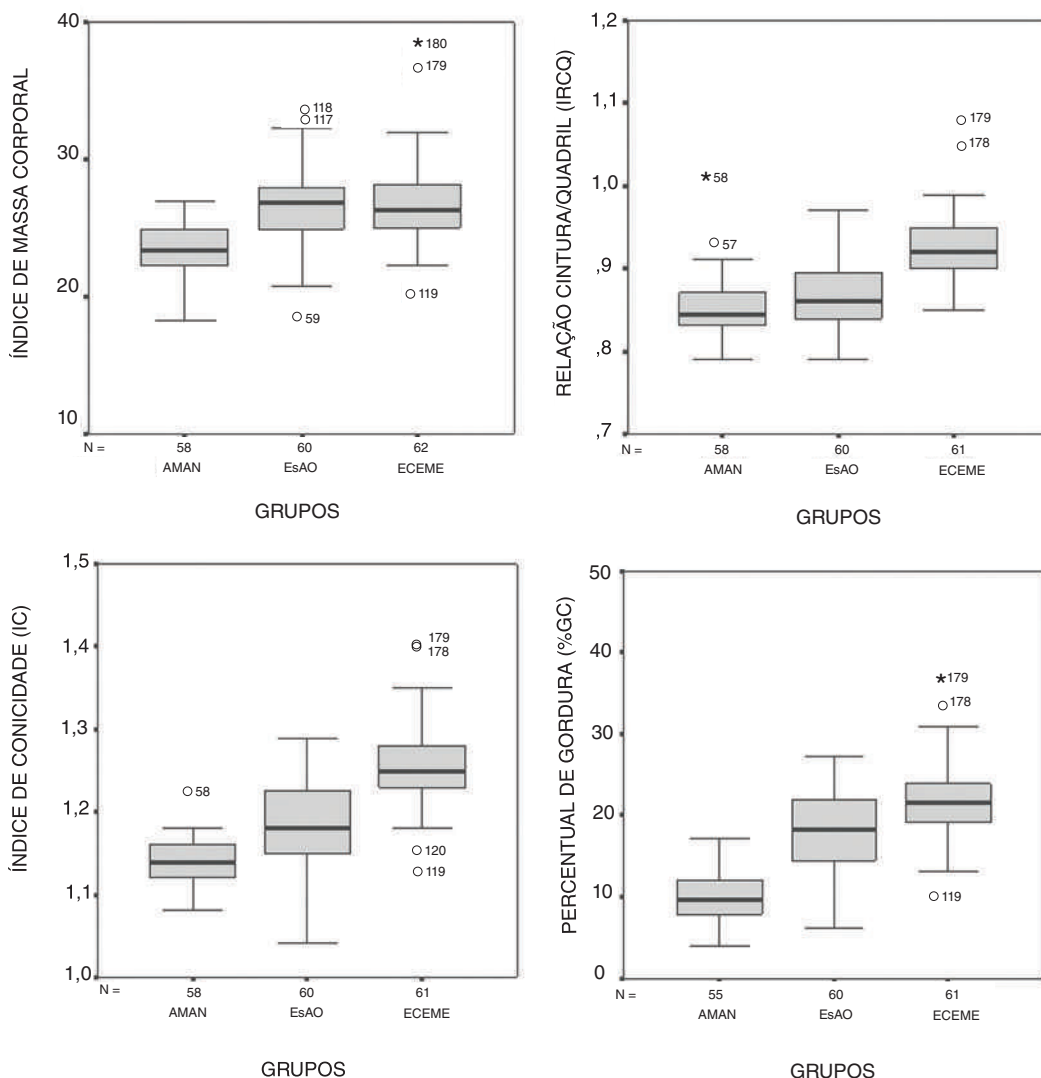 ÍNDICE DE MASSA CORPORAL
40
30
20
10
* 180
179
118
117
119
59
N =
58
60
62
AMAN
EsAO
ECEME
GRUPOS
RELAÇÃO CINTURA/QUADRIL (IRCQ)
1,2
1,1
1,0
,9
,8
,7
179
178
* 58
57
N =
58
60
61
AMAN
EsAO
ECEME
GRUPOS
ÍNDICE DE CONICIDADE (IC)
1,5
1,4
1,3
1,2
1,1
1,0
179
178
58
120
119
N =
58
60
61
AMAN
EsAO
ECEME
GRUPOS
PERCENTUAL DE GORDURA (%GC)
50
40
30
20
10
0
*179
178
119
N =
55
60
61
AMAN
EsAO
ECEME
GRUPOS